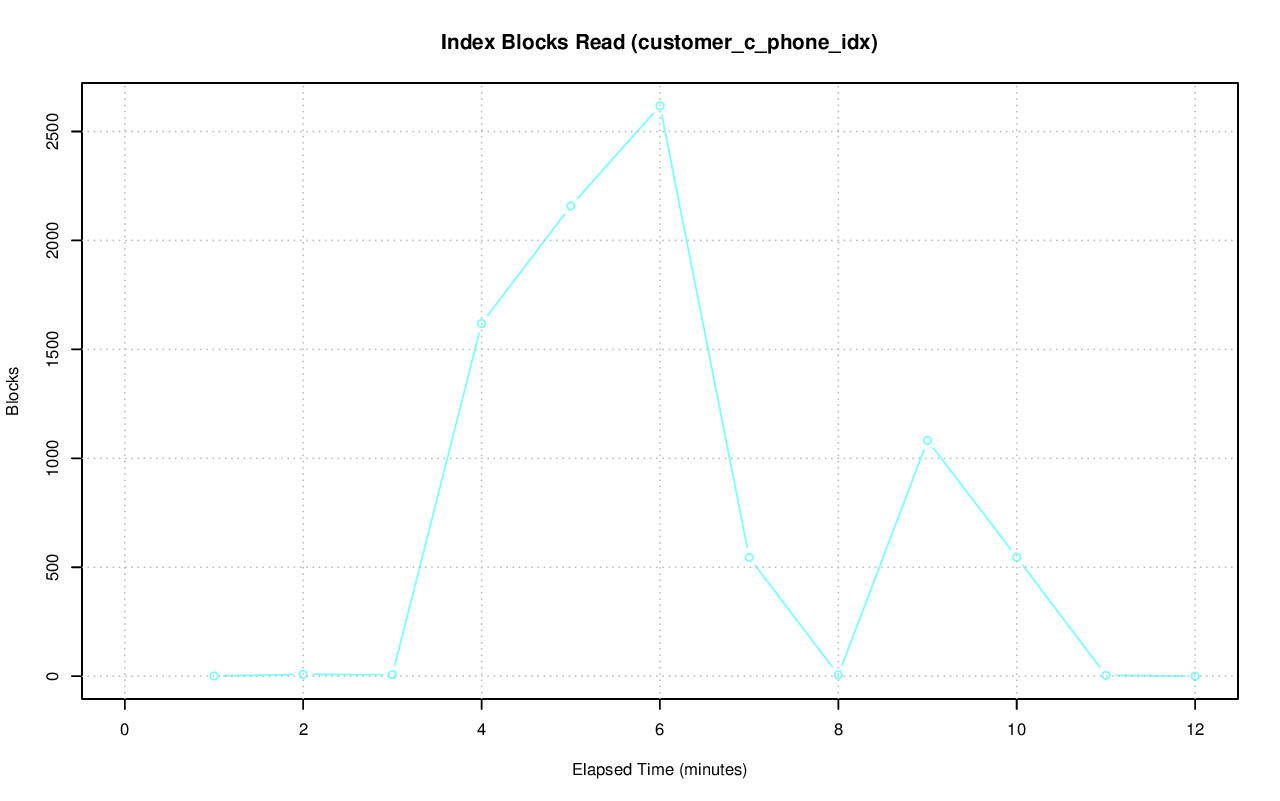 Index Blocks Read (customer_c_phone_idx)
Blocks
2500
2000
1500
1000
500
0
0 2 4 6 8 10 12
Elapsed Time (minutes)